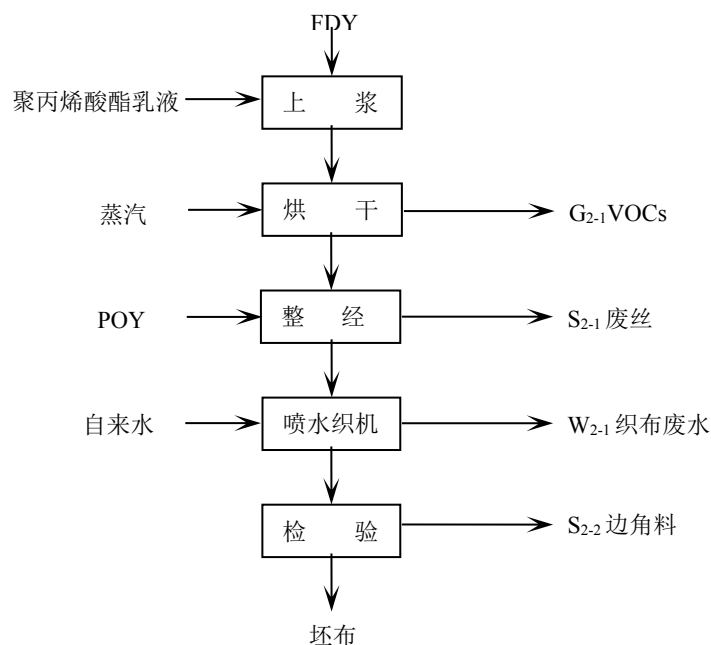 FDY
聚丙烯酸酯乳液
上 浆
蒸汽
烘 干
G2-1VOCs
POY
整 经
S2-1废丝
自来水
喷水织机
W2-1织布废水
检 验
S2-2边角料
坯布